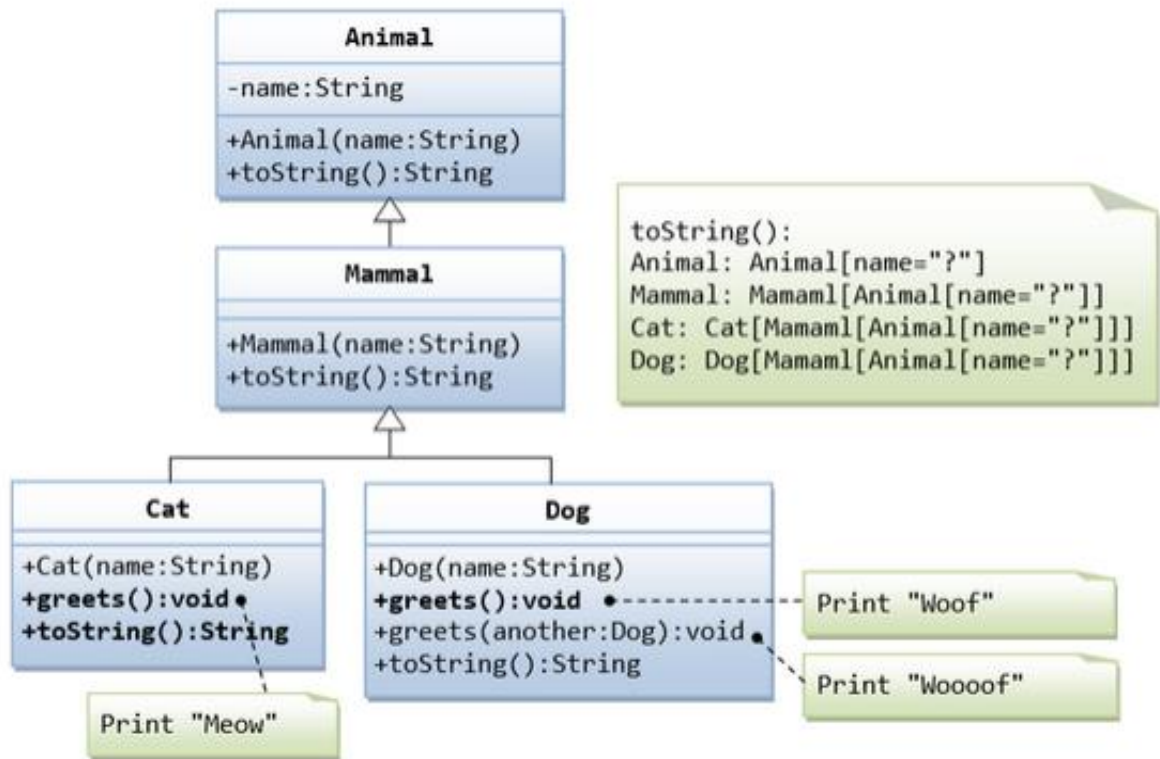 Animal
-name:String
+Animal(name:String)
+toString():String
toString():
Animal: Animal[name="?"]
Mammal: Mamaml[Animal[name="?"]]
Cat: Cat[Mamaml[Animal[name="?"]]]
Dog: Dog[Mamaml[Animal[name="?"]]]
Mammal
+Mammal(name:String)
+toString():String
Cat
+Cat(name:String)
+greets():void
+toString():String
Print "Meow"
Dog
+Dog(name:String)
+greets():void
+greets(another:Dog):void
+toString():String
Print "Woof"
Print "Woooof"